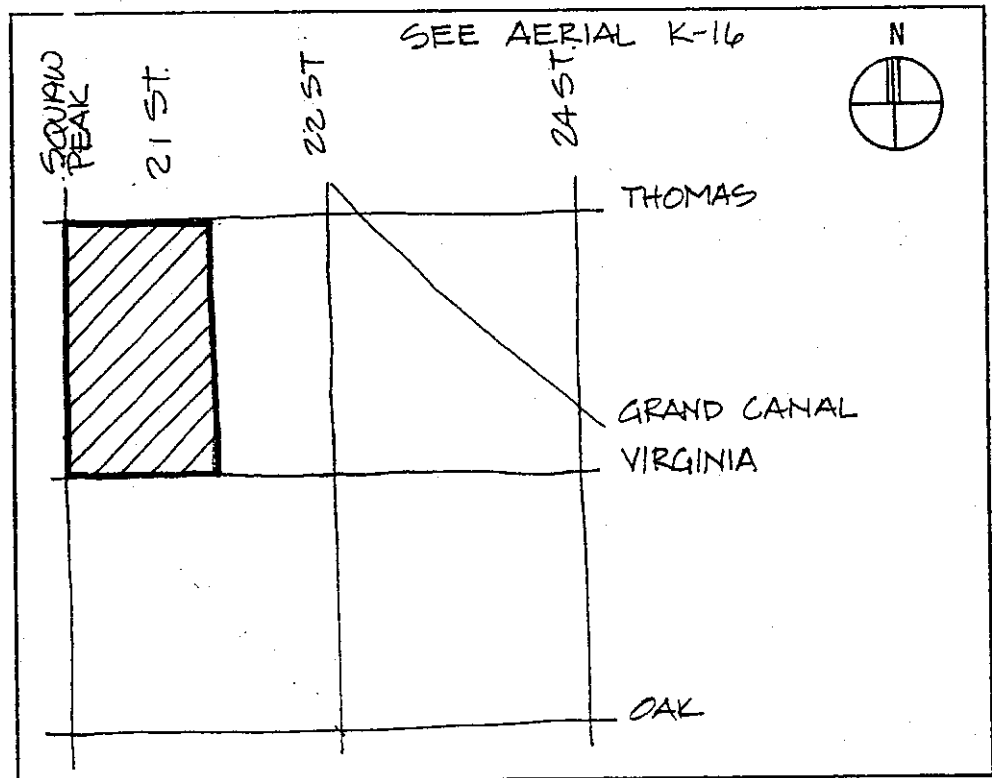 SEE AERIAL K-16
N
SQUAW
PEAK
21 ST.
22 ST
24 ST.
THOMAS
GRAND CANAL
VIRGINIA
OAK